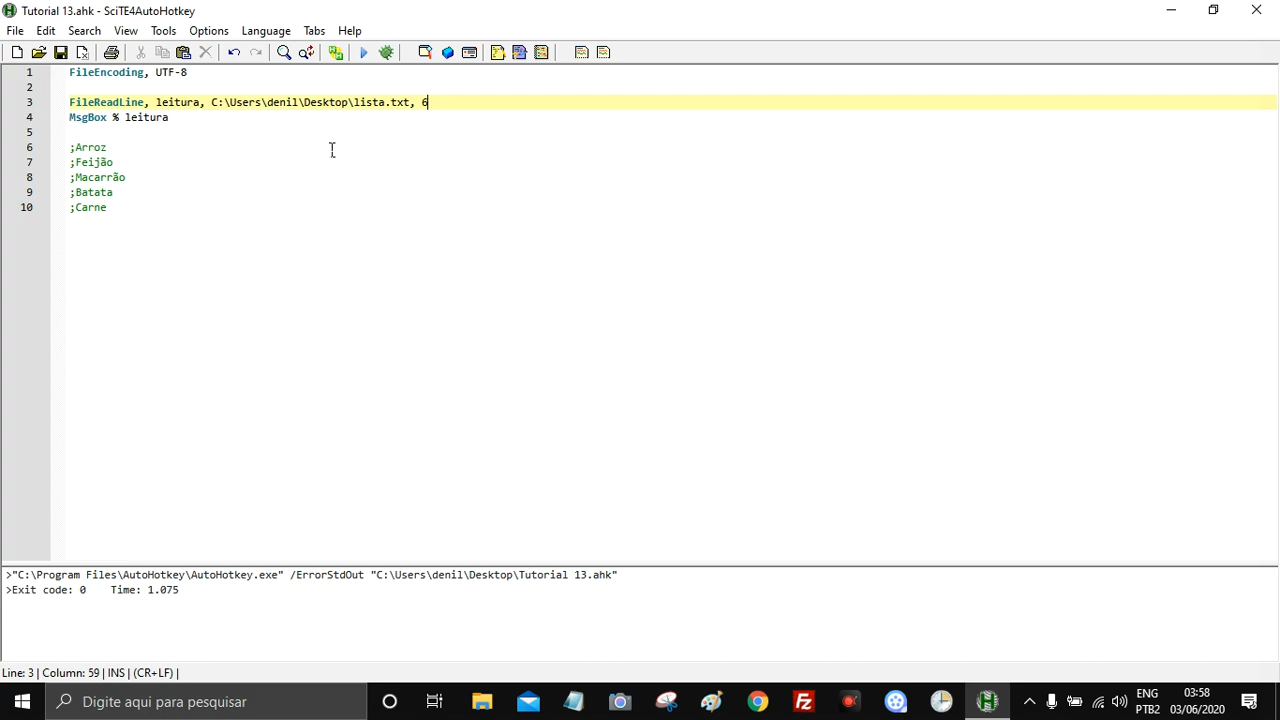 Tutorial 13.ahk - SciTE4AutoHotkey
File Edit Search View Tools Options Language Tabs Help
1 FileEncoding, UTF-8
2
3 FileReadLine, leitura, C:\Users\denil\Desktop\lista.txt, 6
4 MsgBox % leitura
5
6 ;Arroz
7 ;Feijão
8 ;Macarrão
9 ;Batata
10 ;Carne
>"C:\Program Files\AutoHotkey\AutoHotkey.exe" /ErrorStdOut "C:\Users\denil\Desktop\Tutorial 13.ahk"
>Exit code: 0 Time: 1.075
Line: 3 | Column: 59 | INS | (CR+LF) |
Digite aqui para pesquisar
ENG 03:58
PTB2 03/06/2020